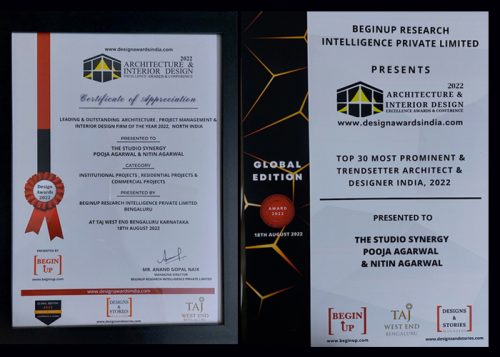 www.designawardsindia.com
2022
ARCHITECTURE &
INTERIOR DESIGN
EXCELLENCE AWARDS & CONFERENCE
Certificate of Appreciation
LEADING & OUTSTANDING ARCHITECTURE , PROJECT MANAGEMENT &
INTERIOR DESIGN FIRM OF THE YEAR 2022, NORTH INDIA
PRESENTED TO
THE STUDIO SYNERGY
POOJA AGARWAL & NITIN AGARWAL
CATEGORY
INSTITUTIONAL PROJECTS , RESIDENTIAL PROJECTS &
COMMERCIAL PROJECTS
PRESENTED BY
BEGINUP RESEARCH INTELLIGENCE PRIVATE LIMITED
BENGALURU
AT TAJ WEST END BENGALURU KARNATAKA
18TH AUGUST 2022
Design
Awards
2022
PRESENTED BY
BEGIN
UP
www.beginup.com
MR. ANAND GOPAL NAIK
MANAGING DIRECTOR
BEGINUP RESEARCH INTELLIGENCE PRIVATE LIMITED
www.designawardsindia.com
GLOBAL EDITION
2022
DESIGNS
&
STORIES
TAJ
WEST END
BENGALURU
GLOBAL
EDITION
AWARD
2022
18TH AUGUST 2022
BEGINUP RESEARCH
INTELLIGENCE PRIVATE LIMITED
PRESENTS
2022
ARCHITECTURE &
INTERIOR DESIGN
EXCELLENCE AWARDS & CONFERENCE
www.designawardsindia.com
TOP 30 MOST PROMINENT &
TRENDSETTER ARCHITECT &
DESIGNER INDIA, 2022
PRESENTED TO
THE STUDIO SYNERGY
POOJA AGARWAL
& NITIN AGARWAL
BEGIN
UP
www.beginup.com
TAJ
WEST END
BENGALURU
DESIGNS
&
STORIES
www.designsandstories.com